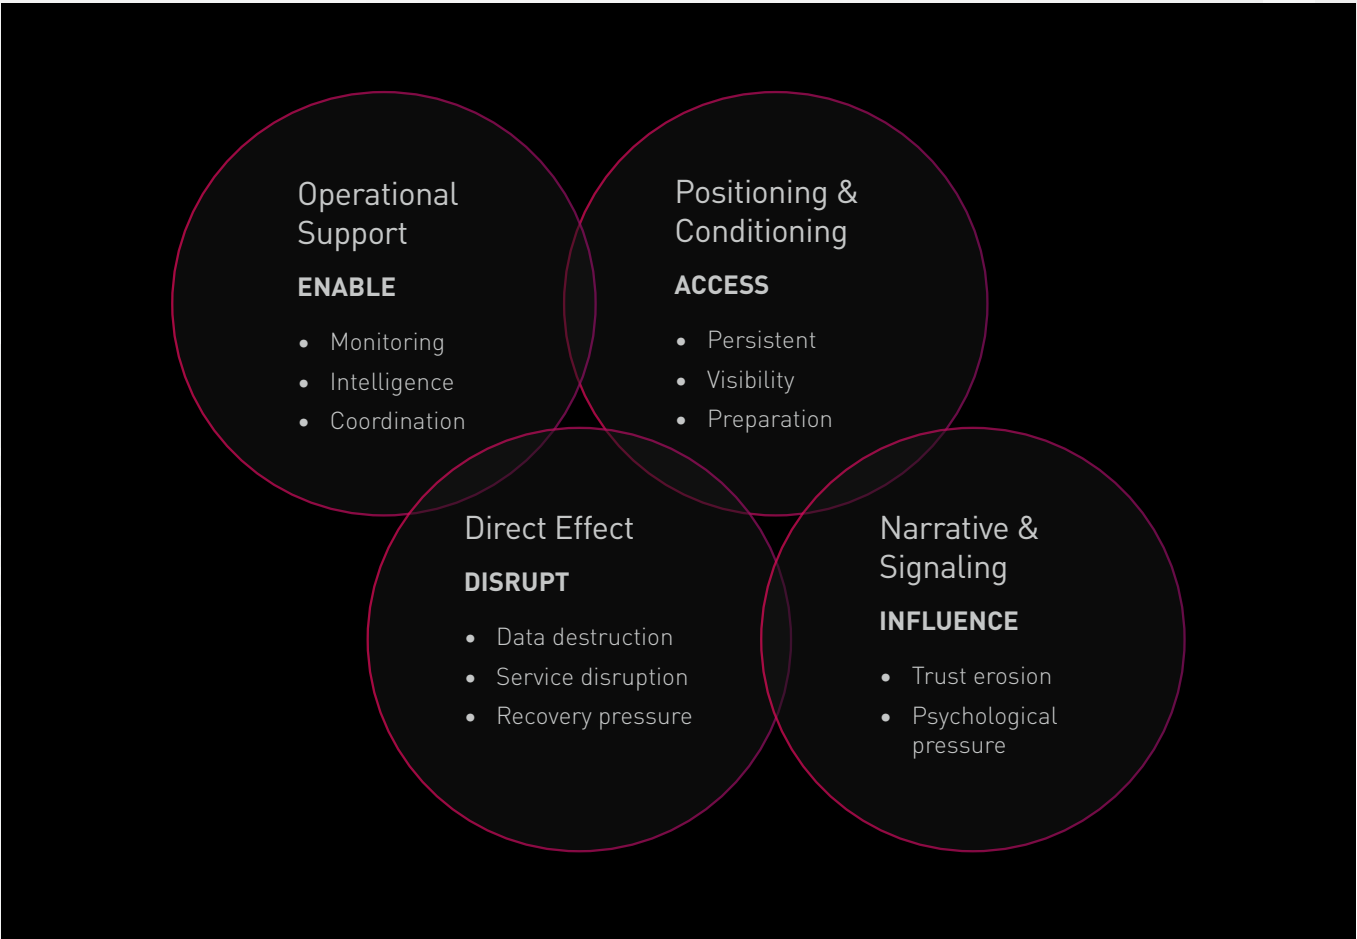 Operational
Support
ENABLE
• Monitoring
• Intelligence
• Coordination
Positioning &
Conditioning
ACCESS
• Persistent
• Visibility
• Preparation
Direct Effect
DISRUPT
• Data destruction
• Service disruption
• Recovery pressure
Narrative &
Signaling
INFLUENCE
• Trust erosion
• Psychological
pressure